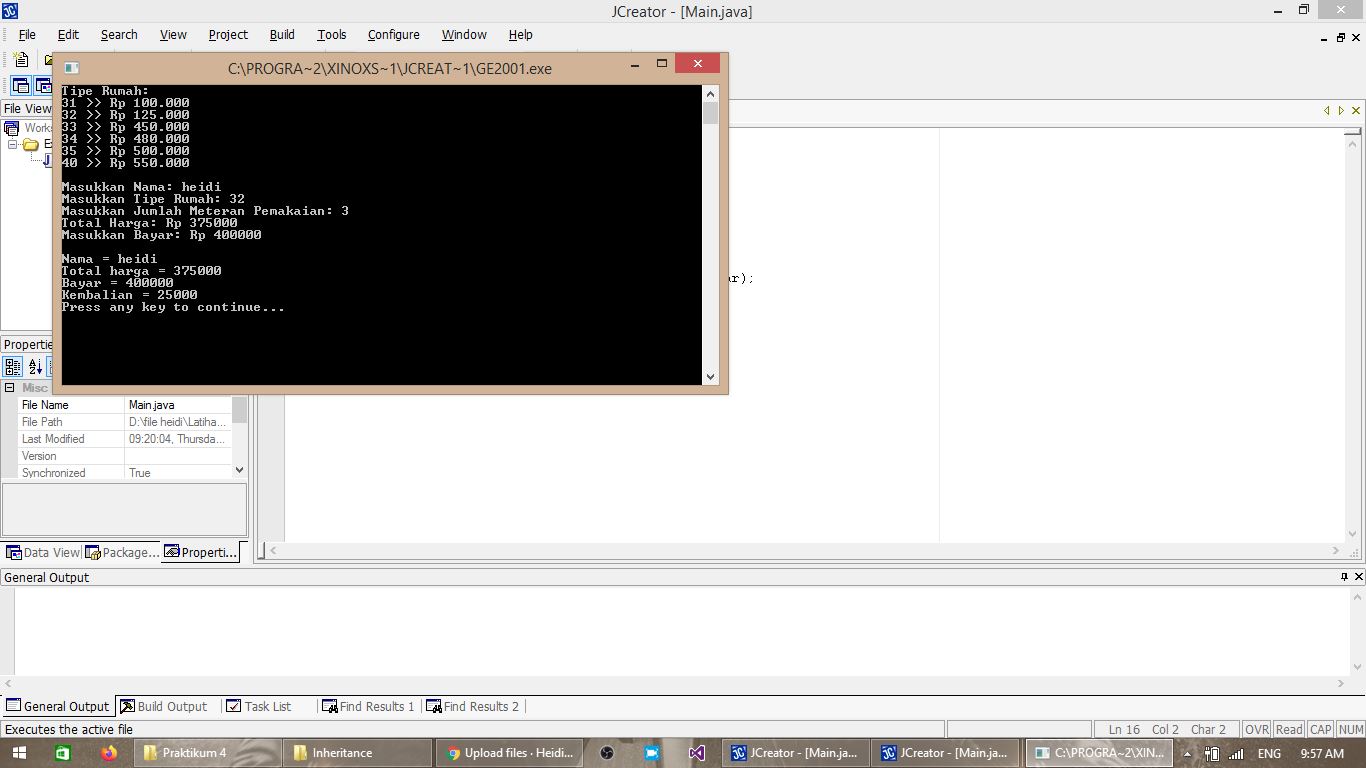 JCreator - [Main.java]
File Edit Search View Project Build Tools Configure Window Help
C:\PROGRA~2\XINOXS~1\JCREAT~1\GE2001.exe
Tipe Rumah:
31 >> Rp 100.000
32 >> Rp 125.000
33 >> Rp 450.000
34 >> Rp 480.000
35 >> Rp 500.000
40 >> Rp 550.000
Masukkan Nama: heidi
Masukkan Tipe Rumah: 32
Masukkan Jumlah Meteran Pemakaian: 3
Total Harga: Rp 375000
Masukkan Bayar: Rp 400000
Nama = heidi
Total harga = 375000
Bayar = 400000
Kembalian = 25000
Press any key to continue...
File View
Works
Ex
J
ar);
Propertie
Misc
File Name Main.java
File Path D:\file heidi\Latiha...
Last Modified 09:20:04, Thursda...
Version
Synchronized True
Data View Package... Properti...
General Output
General Output Build Output Task List Find Results 1 Find Results 2
Executes the active file
Ln 16 Col 2 Char 2 OVR Read CAP NUM
Praktikum 4 Inheritance Upload files · Heidi... JCreator - [Main.ja... JCreator - [Main.ja... C:\PROGRA~2\XIN... ENG 9:57 AM